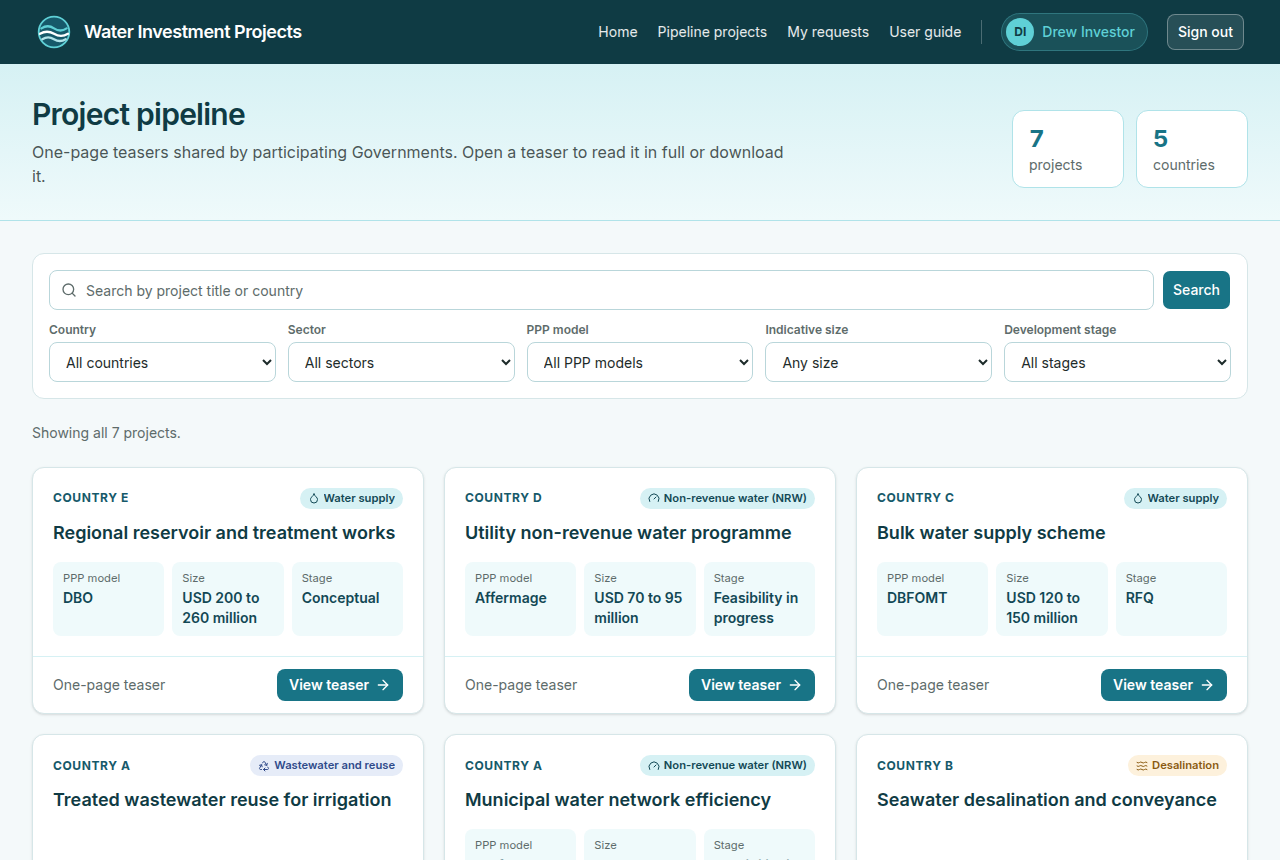 Water Investment Projects
Home
Pipeline projects
My requests
User guide
DI
Drew Investor
Sign out
Project pipeline
One-page teasers shared by participating Governments. Open a teaser to read it in full or download
it.
7
projects
5
countries
Search by project title or country
Search
Country
Sector
PPP model
Indicative size
Development stage
All countries
All sectors
All PPP models
Any size
All stages
Showing all 7 projects.
COUNTRY E
Water supply
Regional reservoir and treatment works
PPP model
DBO
Size
USD 200 to
260 million
Stage
Conceptual
One-page teaser
View teaser
COUNTRY D
Non-revenue water (NRW)
Utility non-revenue water programme
PPP model
Affermage
Size
USD 70 to 95
million
Stage
Feasibility in
progress
One-page teaser
View teaser
COUNTRY C
Water supply
Bulk water supply scheme
PPP model
DBFOMT
Size
USD 120 to
150 million
Stage
RFQ
One-page teaser
View teaser
COUNTRY A
Wastewater and reuse
Treated wastewater reuse for irrigation
COUNTRY A
Non-revenue water (NRW)
Municipal water network efficiency
PPP model
Size
Stage
COUNTRY B
Desalination
Seawater desalination and conveyance